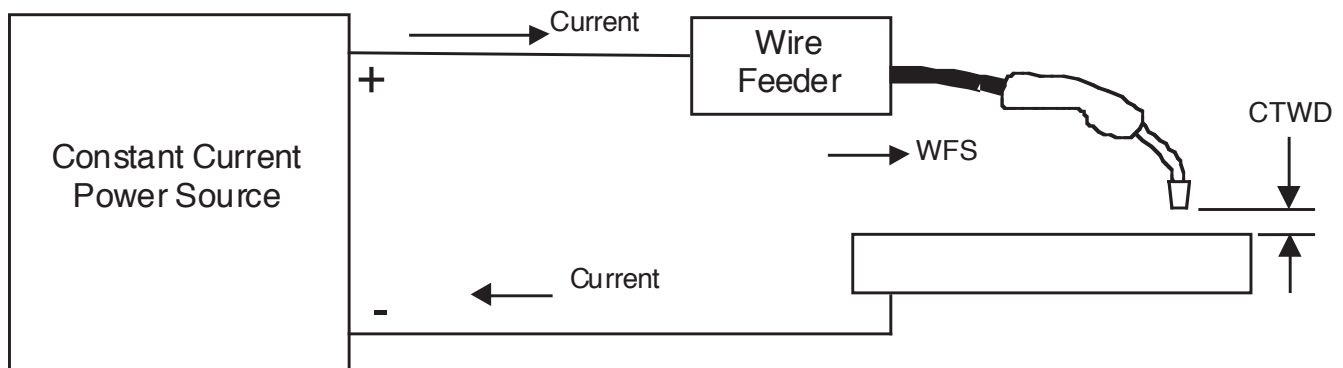 Current
Wire
Feeder
+
CTWD
Constant Current
Power Source
WFS
Current
-